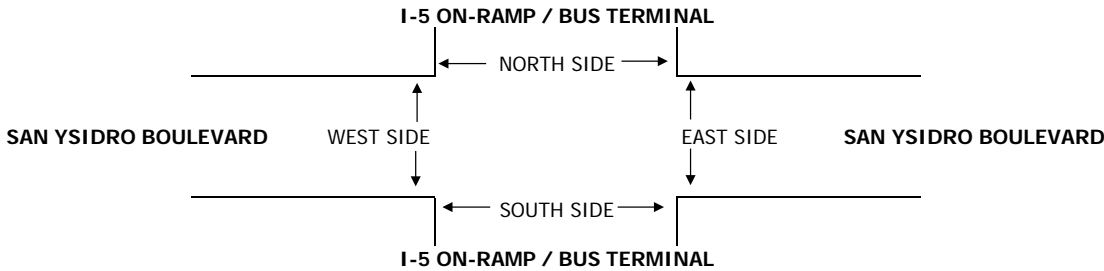 I-5 ON-RAMP / BUS TERMINAL
NORTH SIDE
SAN YSIDRO BOULEVARD WEST SIDE EAST SIDE SAN YSIDRO BOULEVARD
SOUTH SIDE
I-5 ON-RAMP / BUS TERMINAL